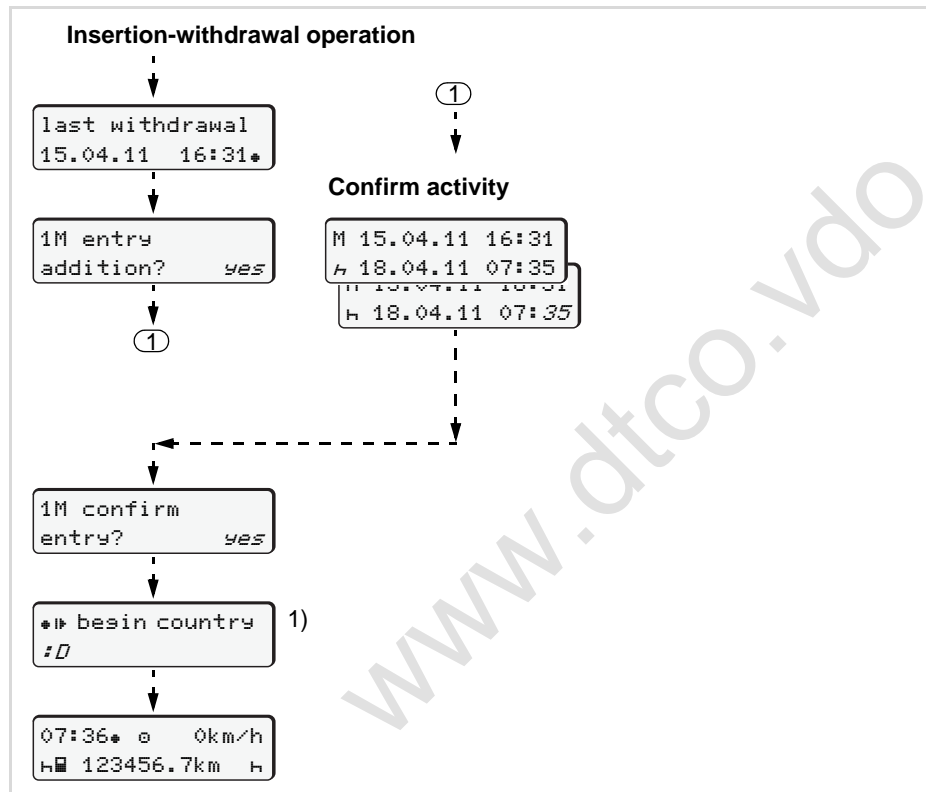 Insertion-withdrawal operation
last withdrawal
15.04.11 16:31
1M entry
addition? yes
1
1
Confirm activity
M 15.04.11 16:31
18.04.11 07:35
18.04.11 07:35
1M confirm
entry? yes
begin country
:D
1)
07:36 0km/h
123456.7km
www.dtco.vdo